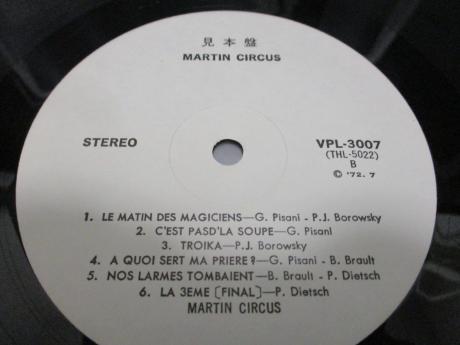 見本盤
MARTIN CIRCUS
STEREO
VPL-3007
(THL-5022)
B
© '72. 7
1. LE MATIN DES MAGICIENS—G. Pisani - P.J. Borowsky
2. C'EST PASD'LA SOUPE—G. Pisani
3. TROIKA—P.J. Borowsky
4. A QUOI SERT MA PRIERE?—G. Pisani - B. Brault
5. NOS LARMES TOMBAIENT—B. Brault - P. Dietsch
6. LA 3EME [FINAL]—P. Dietsch
MARTIN CIRCUS